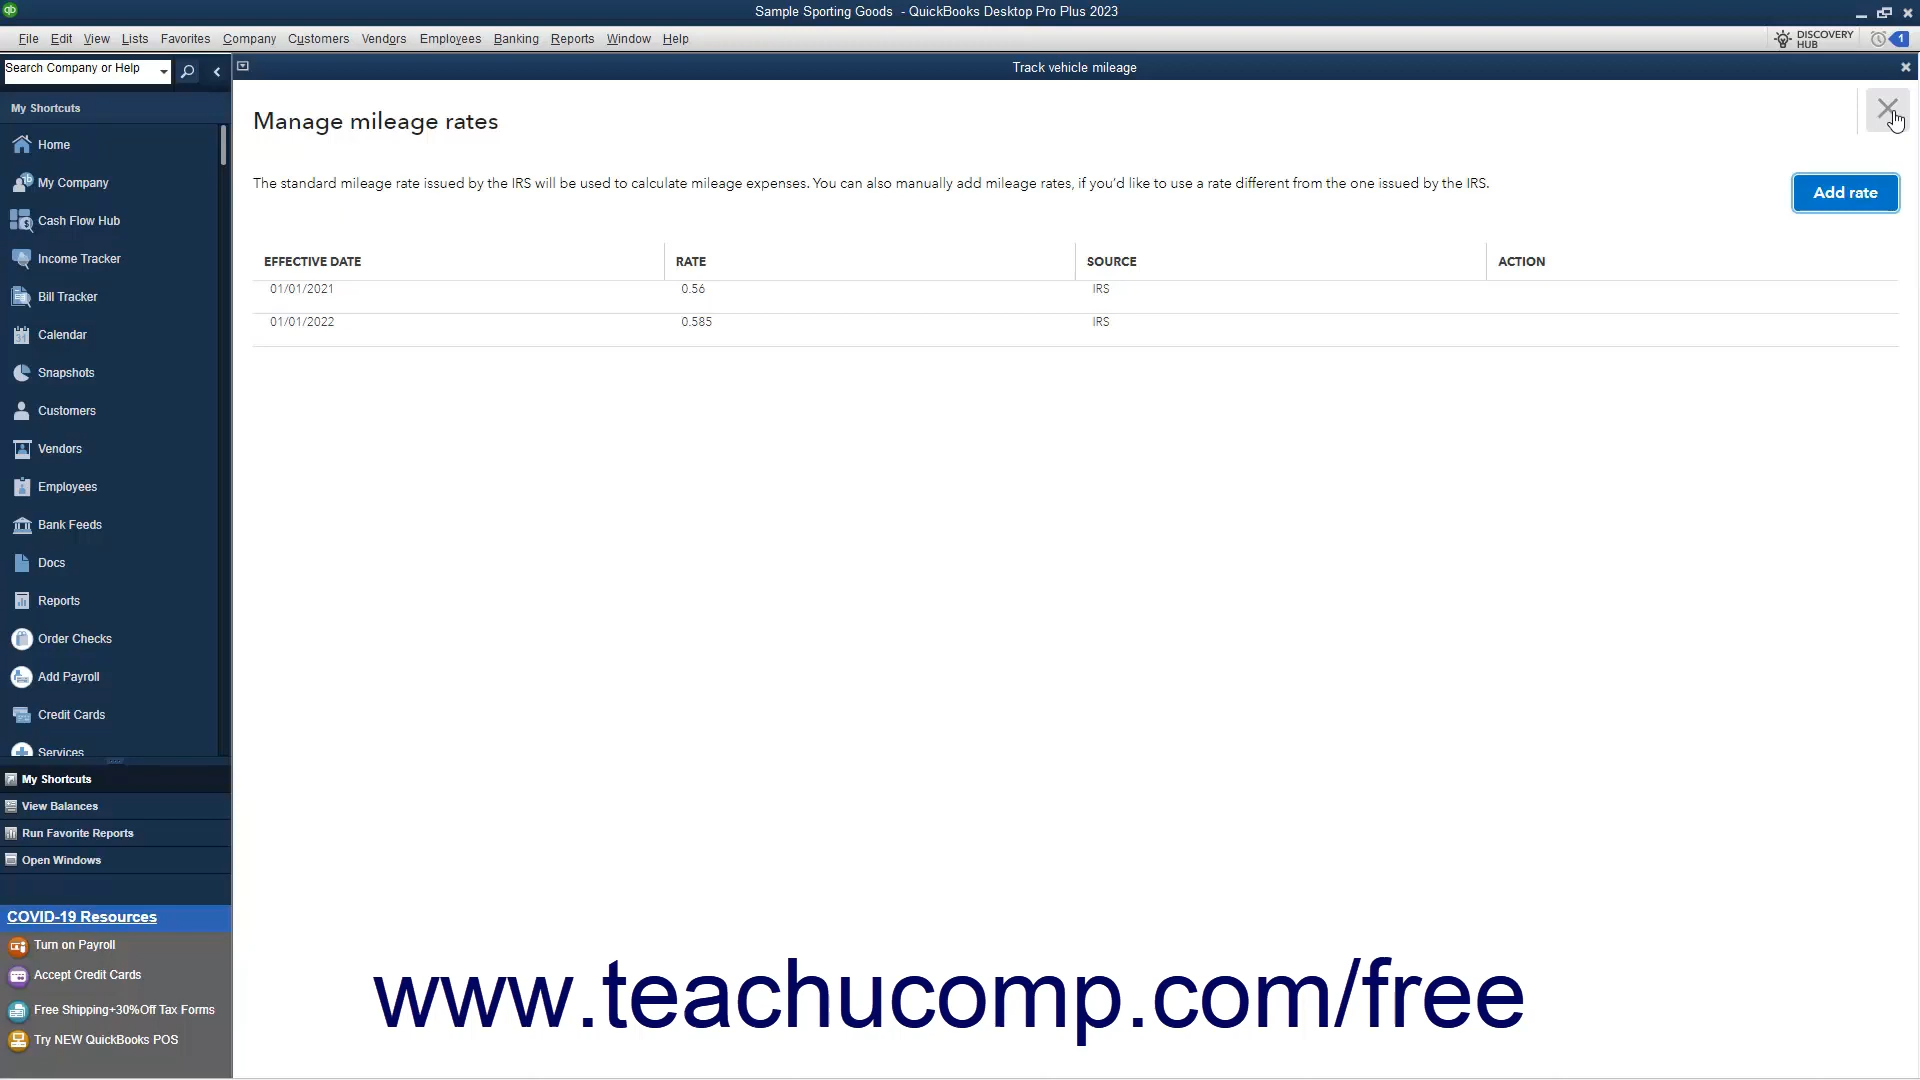 qb
Sample Sporting Goods - QuickBooks Desktop Pro Plus 2023
File Edit View Lists Favorites Company Customers Vendors Employees Banking Reports Window Help
DISCOVERY
HUB
1
Search Company or Help
Track vehicle mileage
My Shortcuts
Home
My Company
Cash Flow Hub
Income Tracker
Bill Tracker
Calendar
Snapshots
Customers
Vendors
Employees
Bank Feeds
Docs
Reports
Order Checks
Add Payroll
Credit Cards
Services
My Shortcuts
View Balances
Run Favorite Reports
Open Windows
COVID-19 Resources
Turn on Payroll
Accept Credit Cards
Free Shipping+30%Off Tax Forms
Try NEW QuickBooks POS
Manage mileage rates
The standard mileage rate issued by the IRS will be used to calculate mileage expenses. You can also manually add mileage rates, if you'd like to use a rate different from the one issued by the IRS.
Add rate
EFFECTIVE DATE RATE SOURCE ACTION
01/01/2021 0.56 IRS
01/01/2022 0.585 IRS
www.teachucomp.com/free